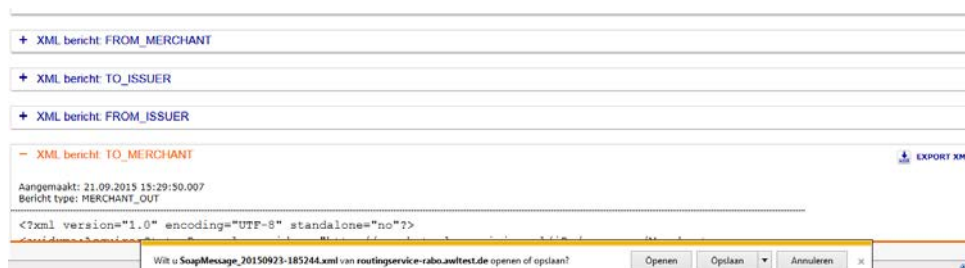 + XML bericht: FROM_MERCHANT
+ XML bericht: TO_ISSUER
+ XML bericht: FROM_ISSUER
− XML bericht: TO_MERCHANT
EXPORT XM
Aangemaakt: 21.09.2015 15:29:50.007
Bericht type: MERCHANT_OUT
<?xml version="1.0" encoding="UTF-8" standalone="no"?>
Wilt u SoapMessage_20150923-185244.xml van routingservice-rabo.awltest.de openen of opslaan?
Openen
Opslaan
Annuleren